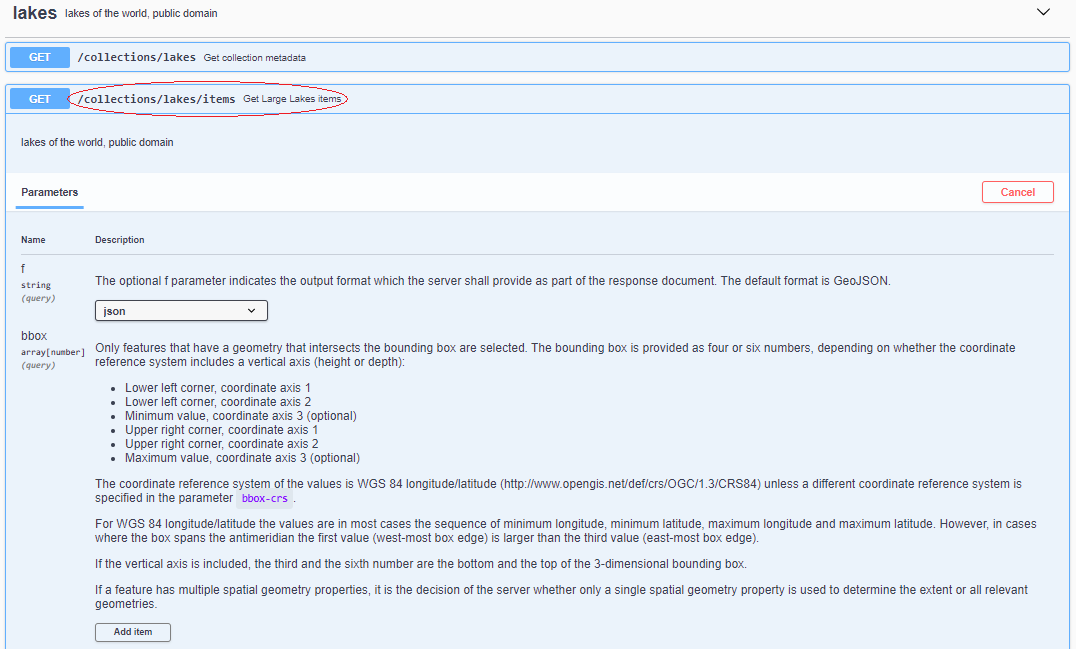 lakes lakes of the world, public domain
GET /collections/lakes Get collection metadata
GET /collections/lakes/items Get Large Lakes items
lakes of the world, public domain
Parameters
Cancel
Name Description
f
string
(query)
The optional f parameter indicates the output format which the server shall provide as part of the response document. The default format is GeoJSON.
json
bbox
array[number]
(query)
Only features that have a geometry that intersects the bounding box are selected. The bounding box is provided as four or six numbers, depending on whether the coordinate
reference system includes a vertical axis (height or depth):
• Lower left corner, coordinate axis 1
• Lower left corner, coordinate axis 2
• Minimum value, coordinate axis 3 (optional)
• Upper right corner, coordinate axis 1
• Upper right corner, coordinate axis 2
• Maximum value, coordinate axis 3 (optional)
The coordinate reference system of the values is WGS 84 longitude/latitude (http://www.opengis.net/def/crs/OGC/1.3/CRS84) unless a different coordinate reference system is
specified in the parameter bbox-crs .
For WGS 84 longitude/latitude the values are in most cases the sequence of minimum longitude, minimum latitude, maximum longitude and maximum latitude. However, in cases
where the box spans the antimeridian the first value (west-most box edge) is larger than the third value (east-most box edge).
If the vertical axis is included, the third and the sixth number are the bottom and the top of the 3-dimensional bounding box.
If a feature has multiple spatial geometry properties, it is the decision of the server whether only a single spatial geometry property is used to determine the extent or all relevant
geometries.
Add item